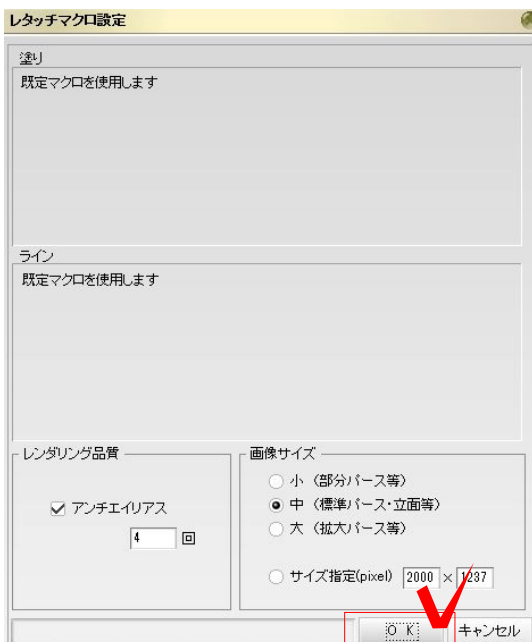 レタッチマクロ設定
塗り
既定マクロを使用します
ライン
既定マクロを使用します
レンダリング品質
アンチエイリアス
4 回
画像サイズ
小 (部分パース等)
中 (標準パース・立面等)
大 (拡大パース等)
サイズ指定(pixel) 2000 × 1237
OK キャンセル